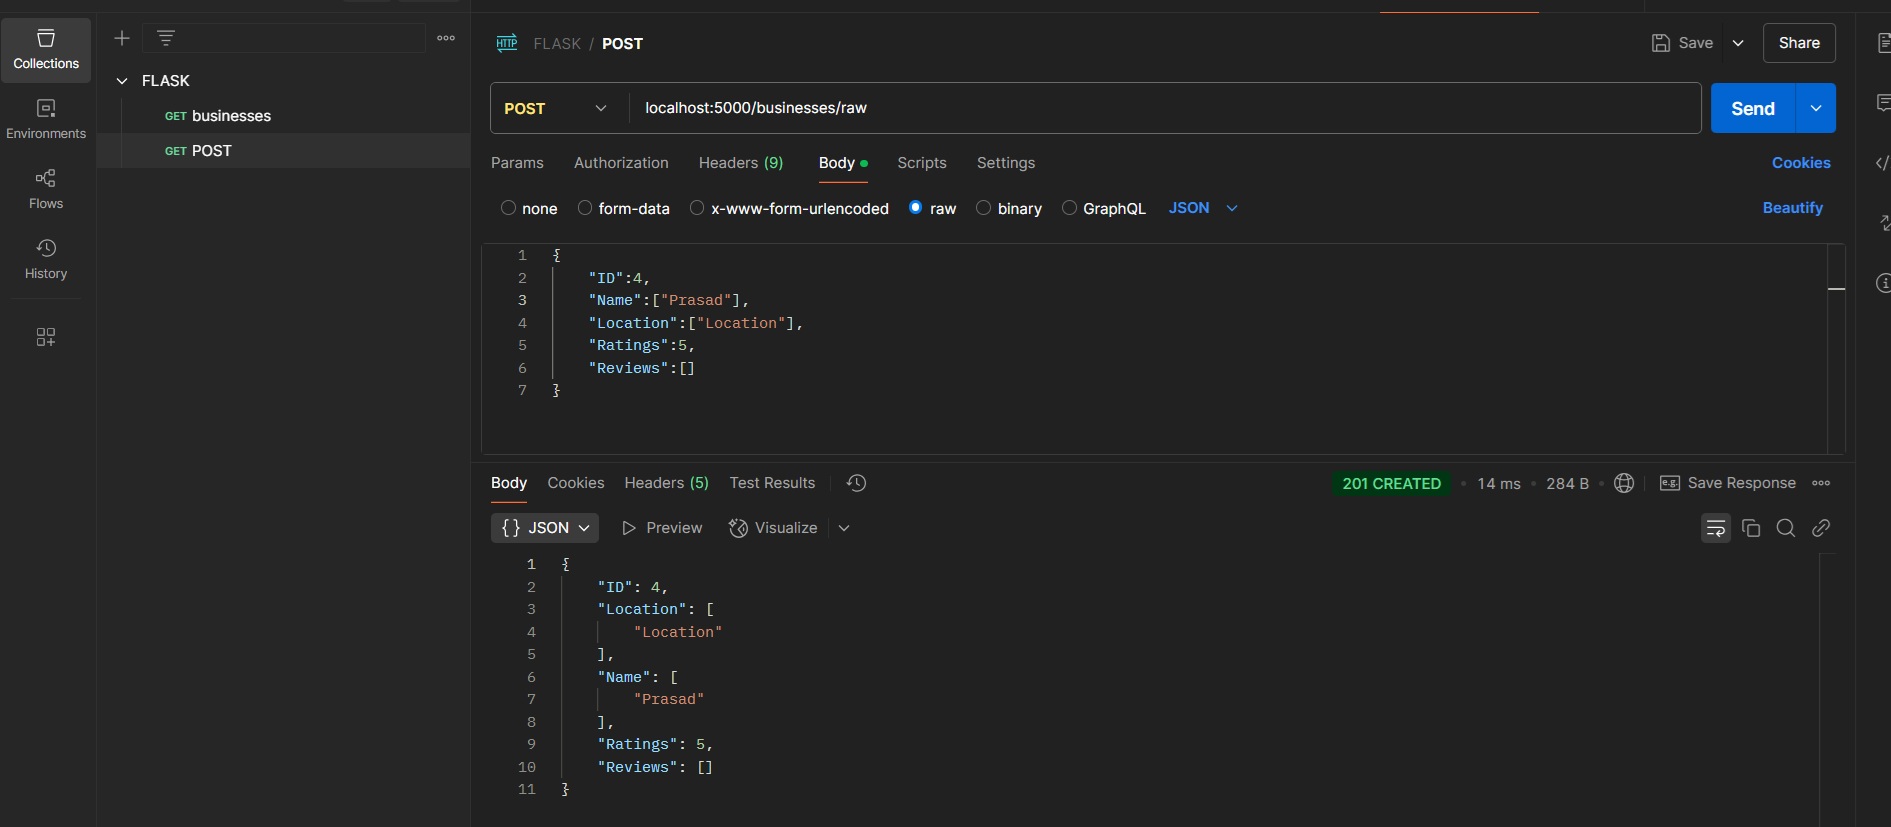 Collections
Environments
Flows
History
FLASK
GET businesses
GET POST
HTTP FLASK / POST
Save
Share
POST localhost:5000/businesses/raw
Send
Params Authorization Headers (9) Body Scripts Settings Cookies
none form-data x-www-form-urlencoded raw binary GraphQL JSON Beautify
1 {
2 "ID":4,
3 "Name":["Prasad"],
4 "Location":["Location"],
5 "Ratings":5,
6 "Reviews":[]
7 }
Body Cookies Headers (5) Test Results 201 CREATED • 14 ms • 284 B • e.g. Save Response
{} JSON Preview Visualize
1 {
2 "ID": 4,
3 "Location": [
4 "Location"
5 ],
6 "Name": [
7 "Prasad"
8 ],
9 "Ratings": 5,
10 "Reviews": []
11 }